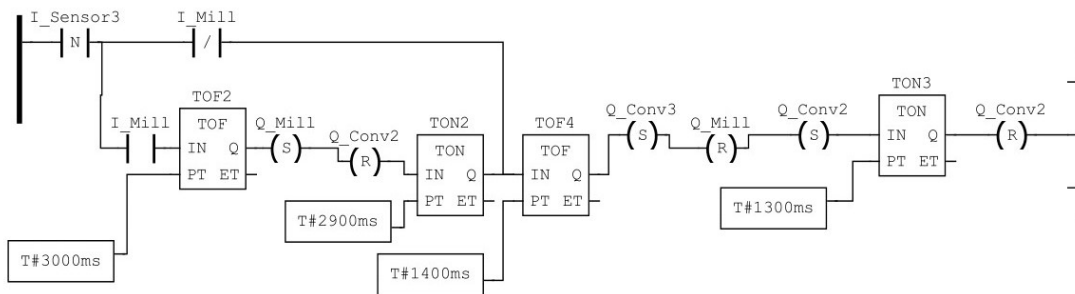 I_Sensor3
I_Mill
N
/
TOF2
I_Mill
TOF
IN Q
PT ET
Q_Mill
S
Q_Conv2
R
TON2
TON
IN Q
PT ET
TOF4
TOF
IN Q
PT ET
Q_Conv3
S
Q_Mill
R
Q_Conv2
S
TON3
TON
IN Q
PT ET
Q_Conv2
R
T#3000ms
T#2900ms
T#1400ms
T#1300ms